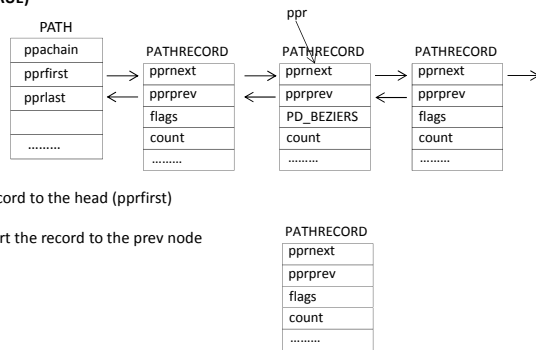 ppr
PATH
ppachain
pprfirst
pprlast
.........
PATHRECORD
pprnext
pprprev
flags
count
.........
PATHRECORD
pprnext
pprprev
PD_BEZIERS
count
.........
PATHRECORD
pprnext
pprprev
flags
count
.........
cord to the head (pprfirst)
rt the record to the prev node
PATHRECORD
pprnext
pprprev
flags
count
.........